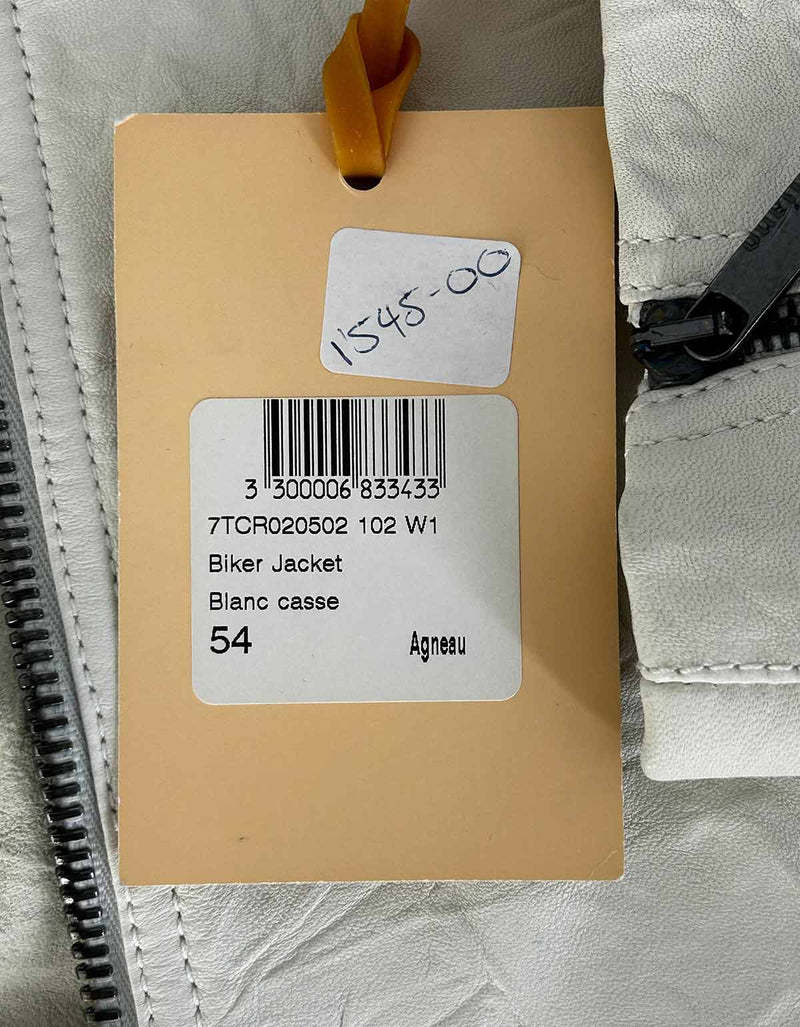 1545-00
3 300006 833433
7TCR020502 102 W1
Biker Jacket
Blanc casse
54 Agneau